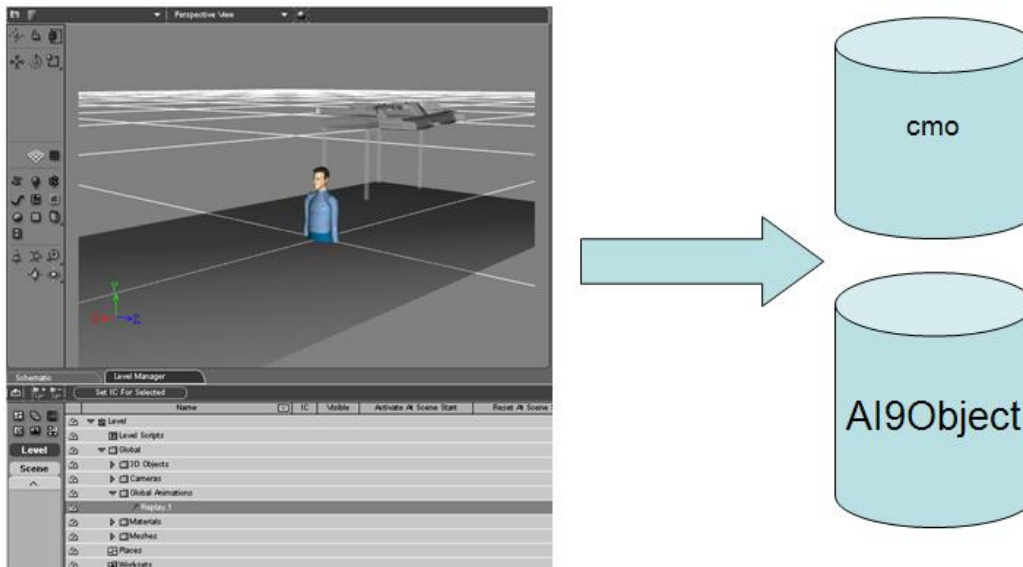 Perspective View
Y
X
Z
Schematic
Level Manager
Set IC For Selected
Name
IC
Visible
Activate At Scene Start
Reset At Scene
Level
Scene
Level
Level Scripts
Global
3D Objects
Cameras
Global Animations
Replay.1
Materials
Meshes
Places
Worksets
cmo
AI9Object